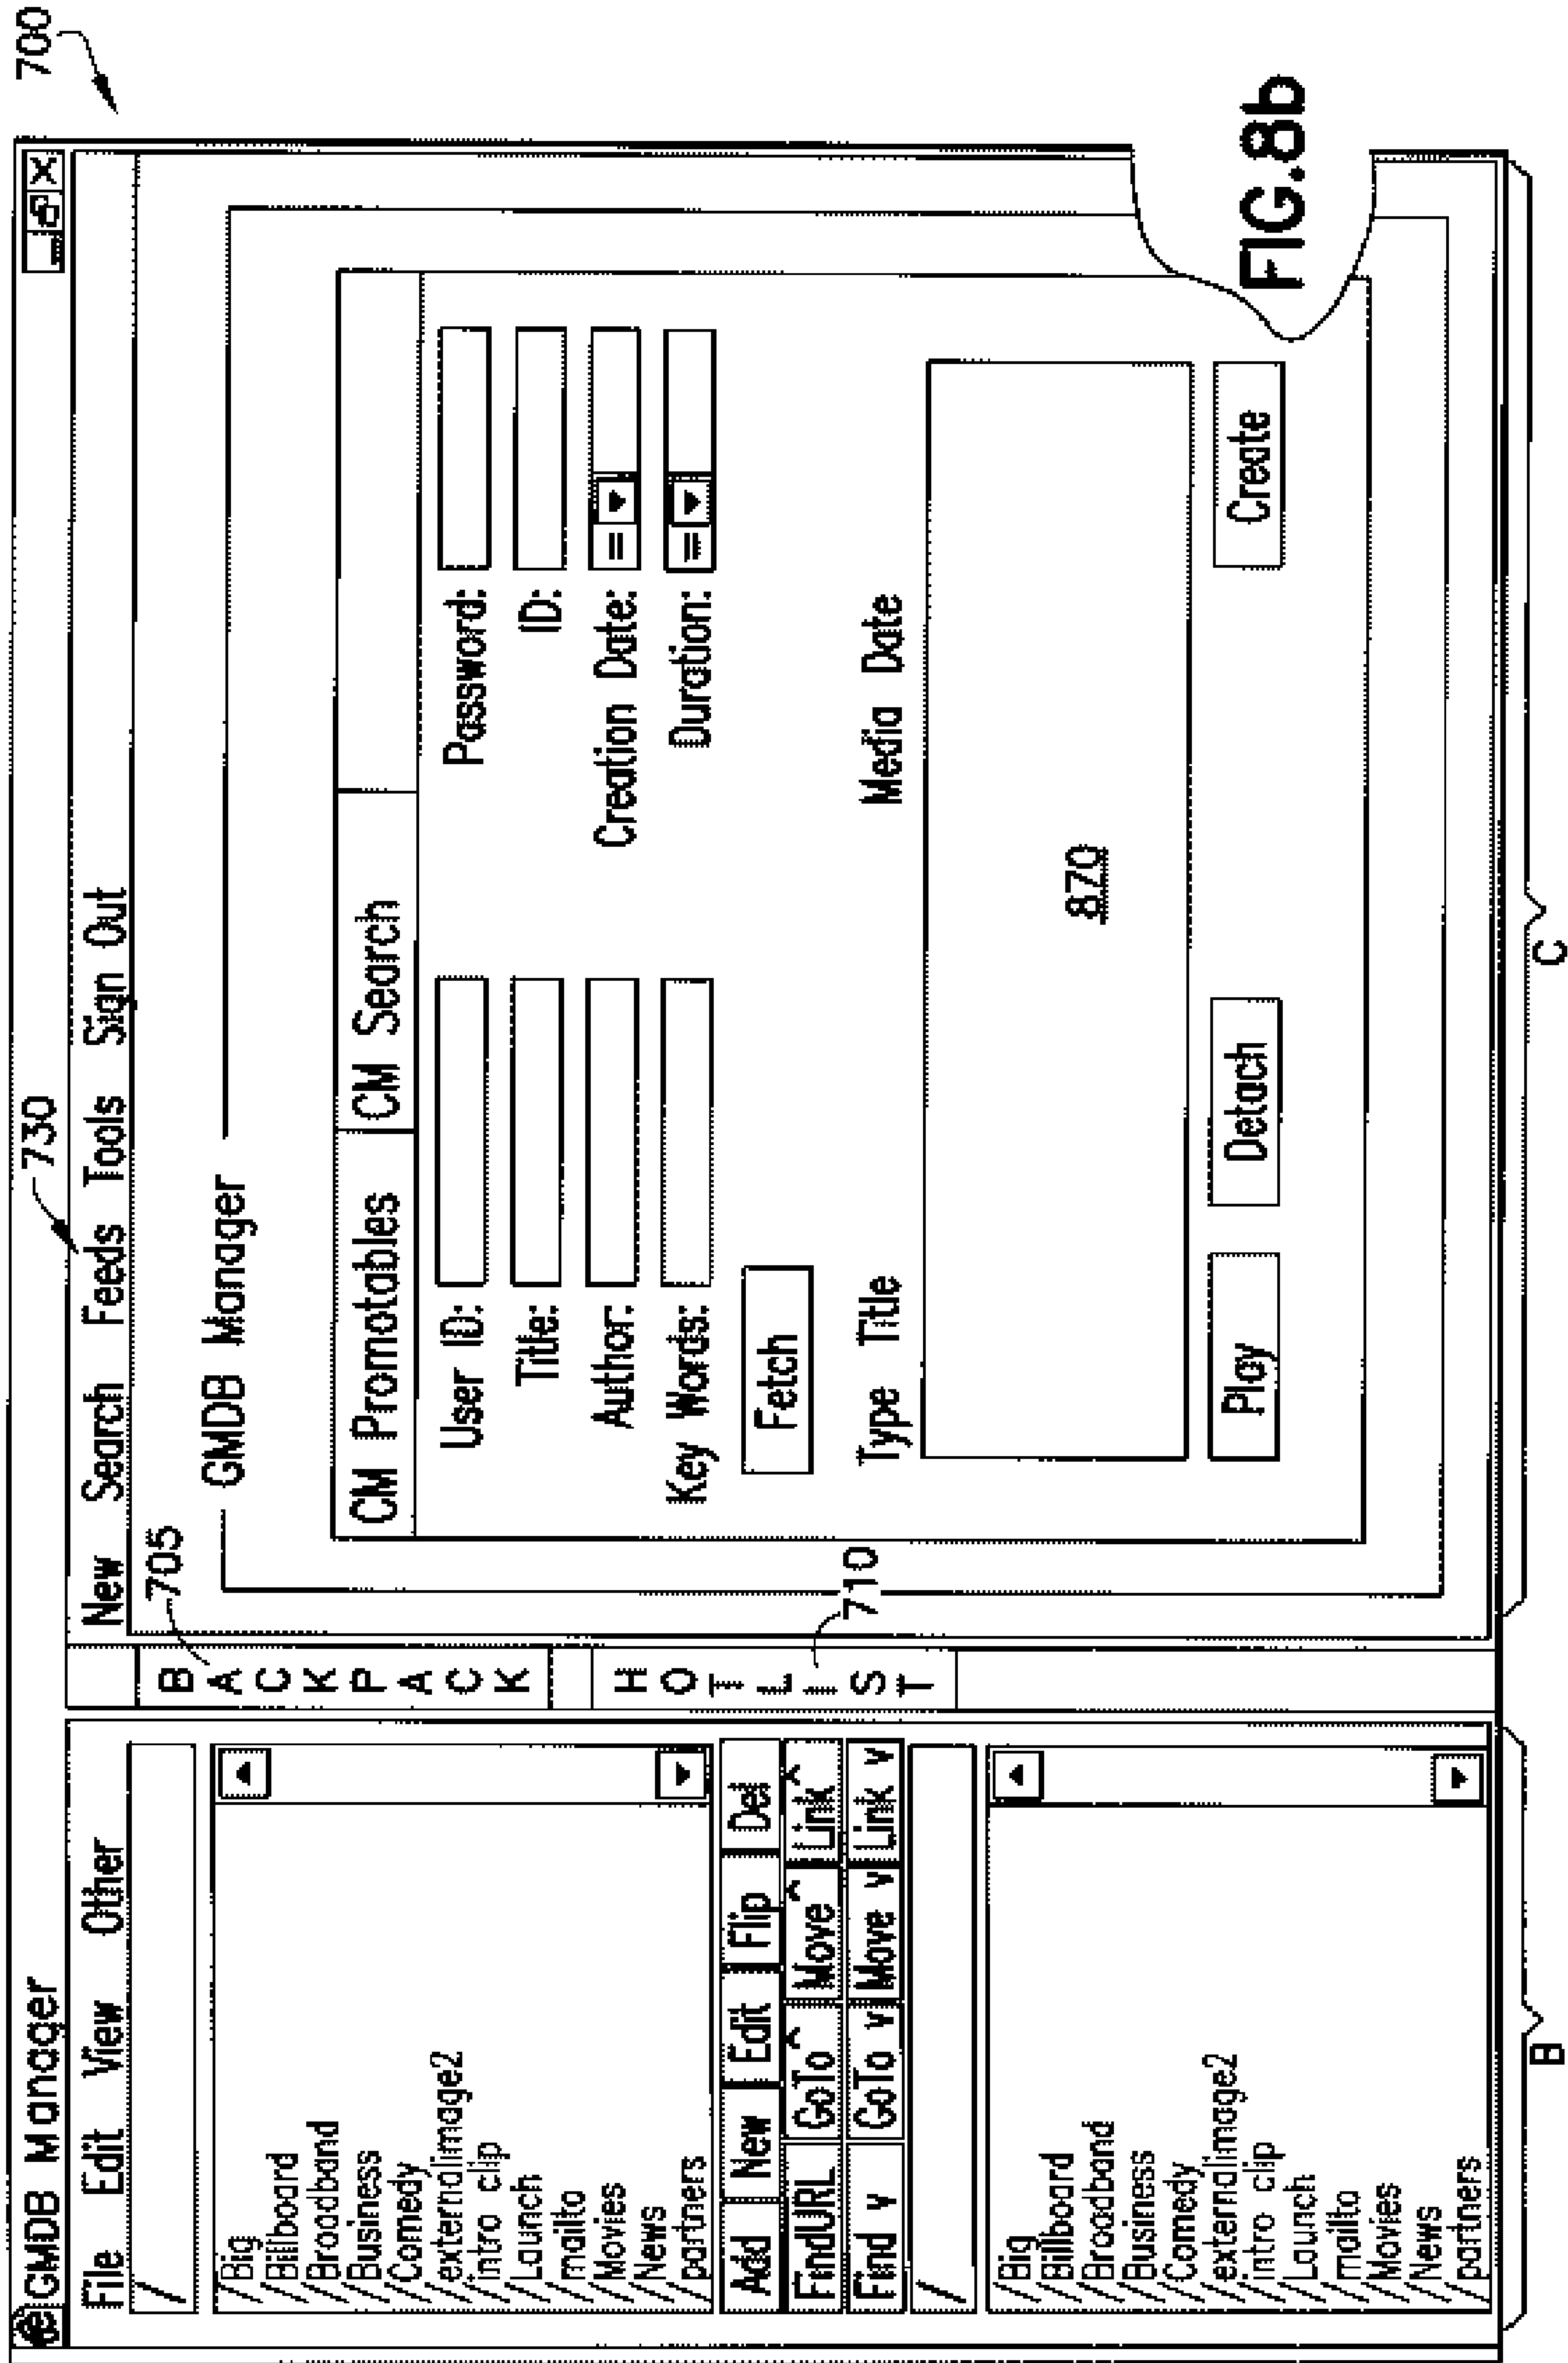 700
GMDB Manager
730
File Edit View Other
New Search Feeds Tools Sign Out
/
/Big
/Billboard
/Broadband
/Business
/Comedy
/externalimage2
/intro clip
/Launch
/mailto
/Movies
/News
/partners
Add New Edit Flip Del
FindURL GoTo ^ Move ^ Link ^
Find v GoTo v Move v Link v
/
/Big
/Billboard
/Broadband
/Business
/Comedy
/externalimage2
/intro clip
/Launch
/mailto
/Movies
/News
/partners
B
705
BACKPACK
710
HOTLIST
GMDB Manager
CM Promotables CM Search
User ID: Password:
Title: ID:
Author: Creation Date: =
Key Words: Duration: =
Fetch
Type Title Media Date
870
Play Detach Create
C
FIG.8b